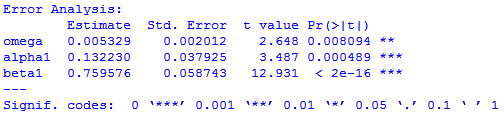 Error Analysis:
Estimate Std. Error t value Pr(>|t|)
omega 0.005329 0.002012 2.648 0.008094 **
alpha1 0.132230 0.037925 3.487 0.000489 ***
beta1 0.759576 0.058743 12.931 < 2e-16 ***
---
Signif. codes: 0 ‘***’ 0.001 ‘**’ 0.01 ‘*’ 0.05 ‘.’ 0.1 ‘ ’ 1